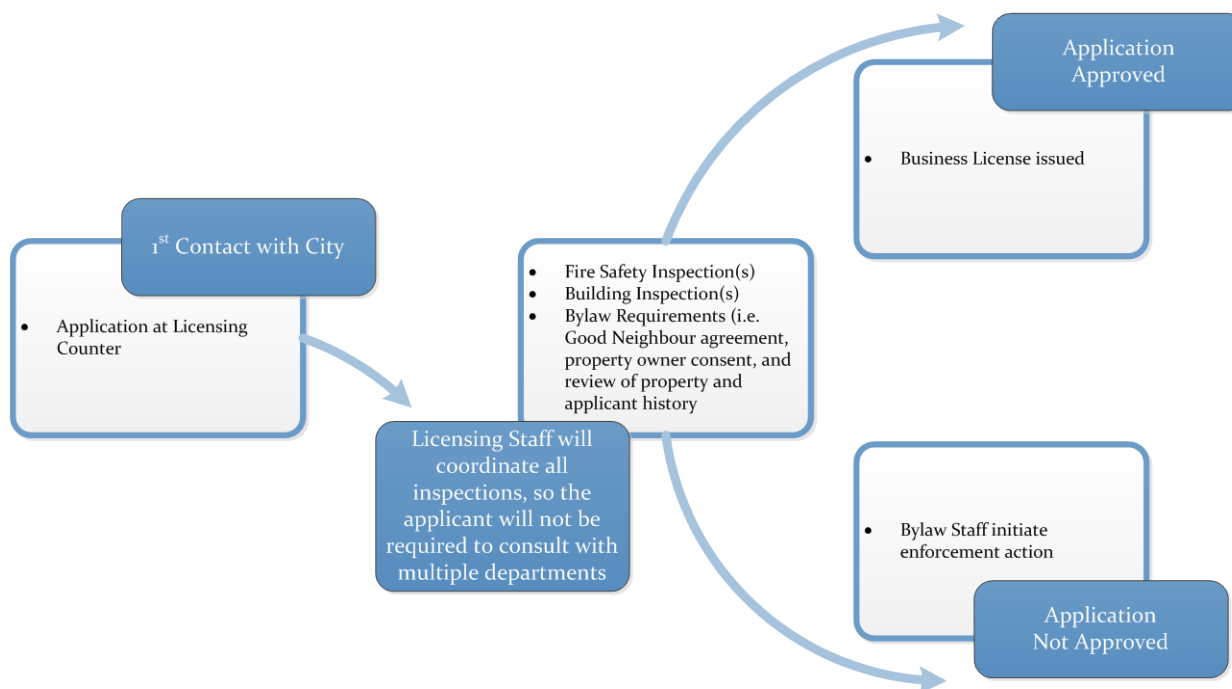 1st Contact with City
• Application at Licensing
Counter
Licensing Staff will
coordinate all
inspections, so the
applicant will not be
required to consult with
multiple departments
• Fire Safety Inspection(s)
• Building Inspection(s)
• Bylaw Requirements (i.e.
Good Neighbour agreement,
property owner consent, and
review of property and
applicant history
Application
Approved
• Business License issued
• Bylaw Staff initiate
enforcement action
Application
Not Approved